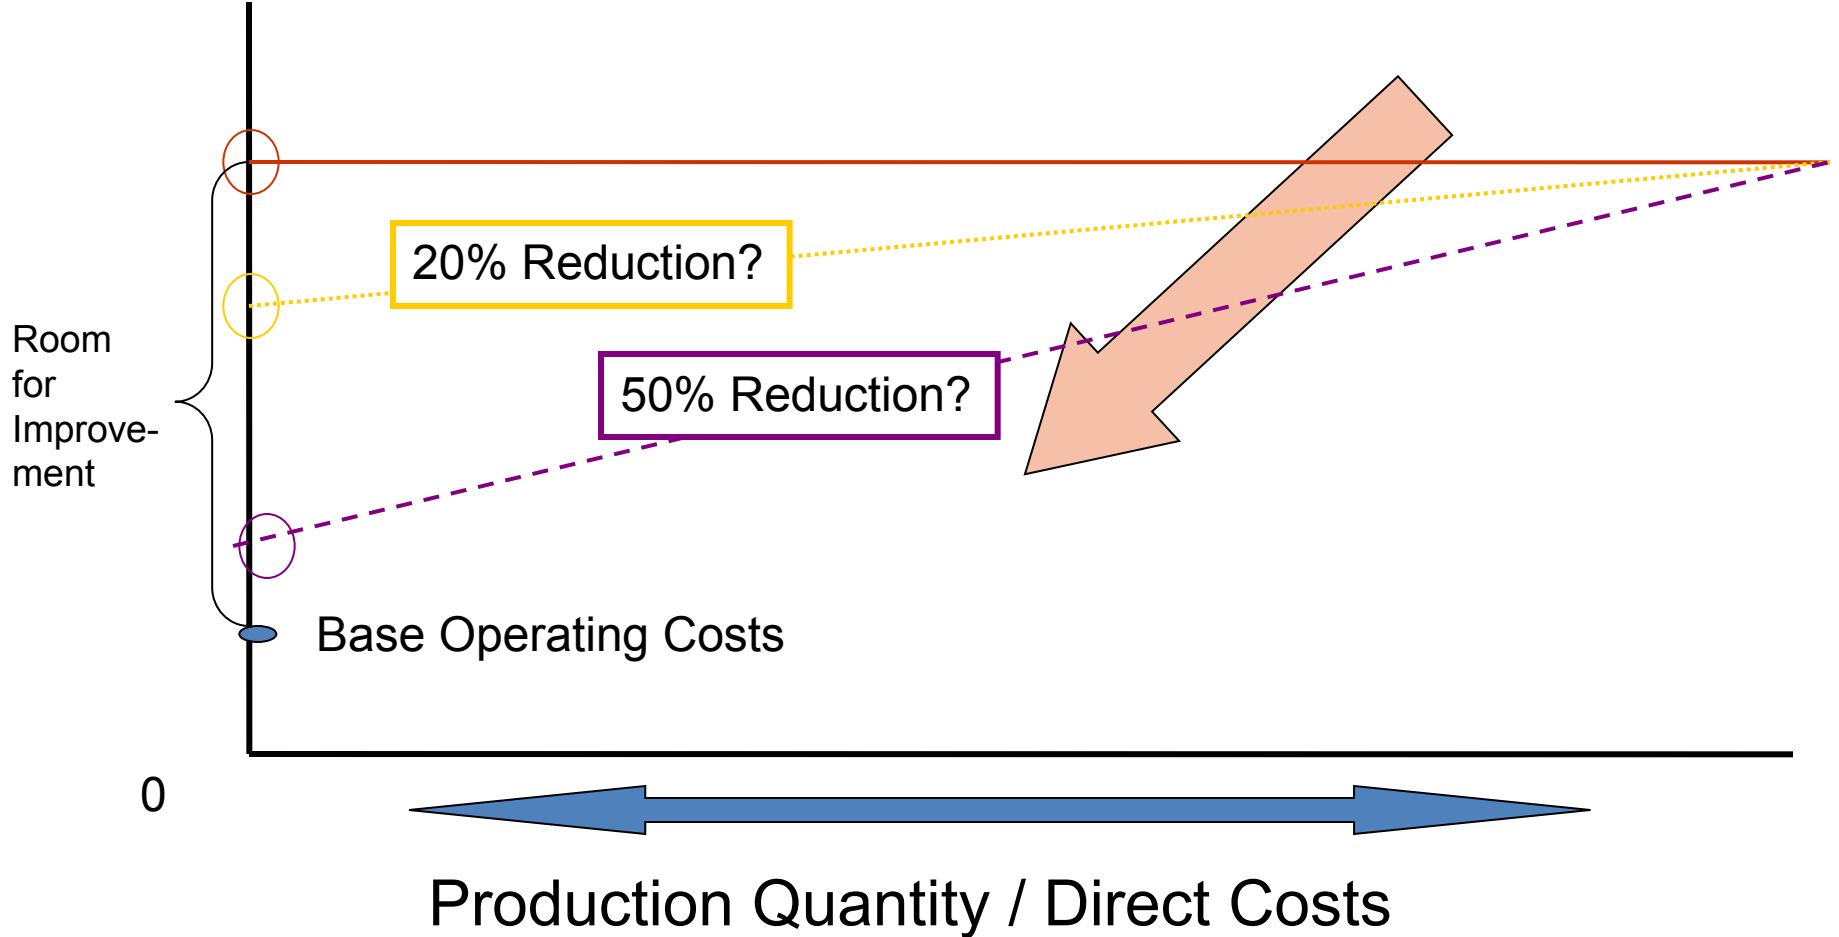 20% Reduction?
Room
for
Improve-
ment
50% Reduction?
Base Operating Costs
0
Production Quantity / Direct Costs